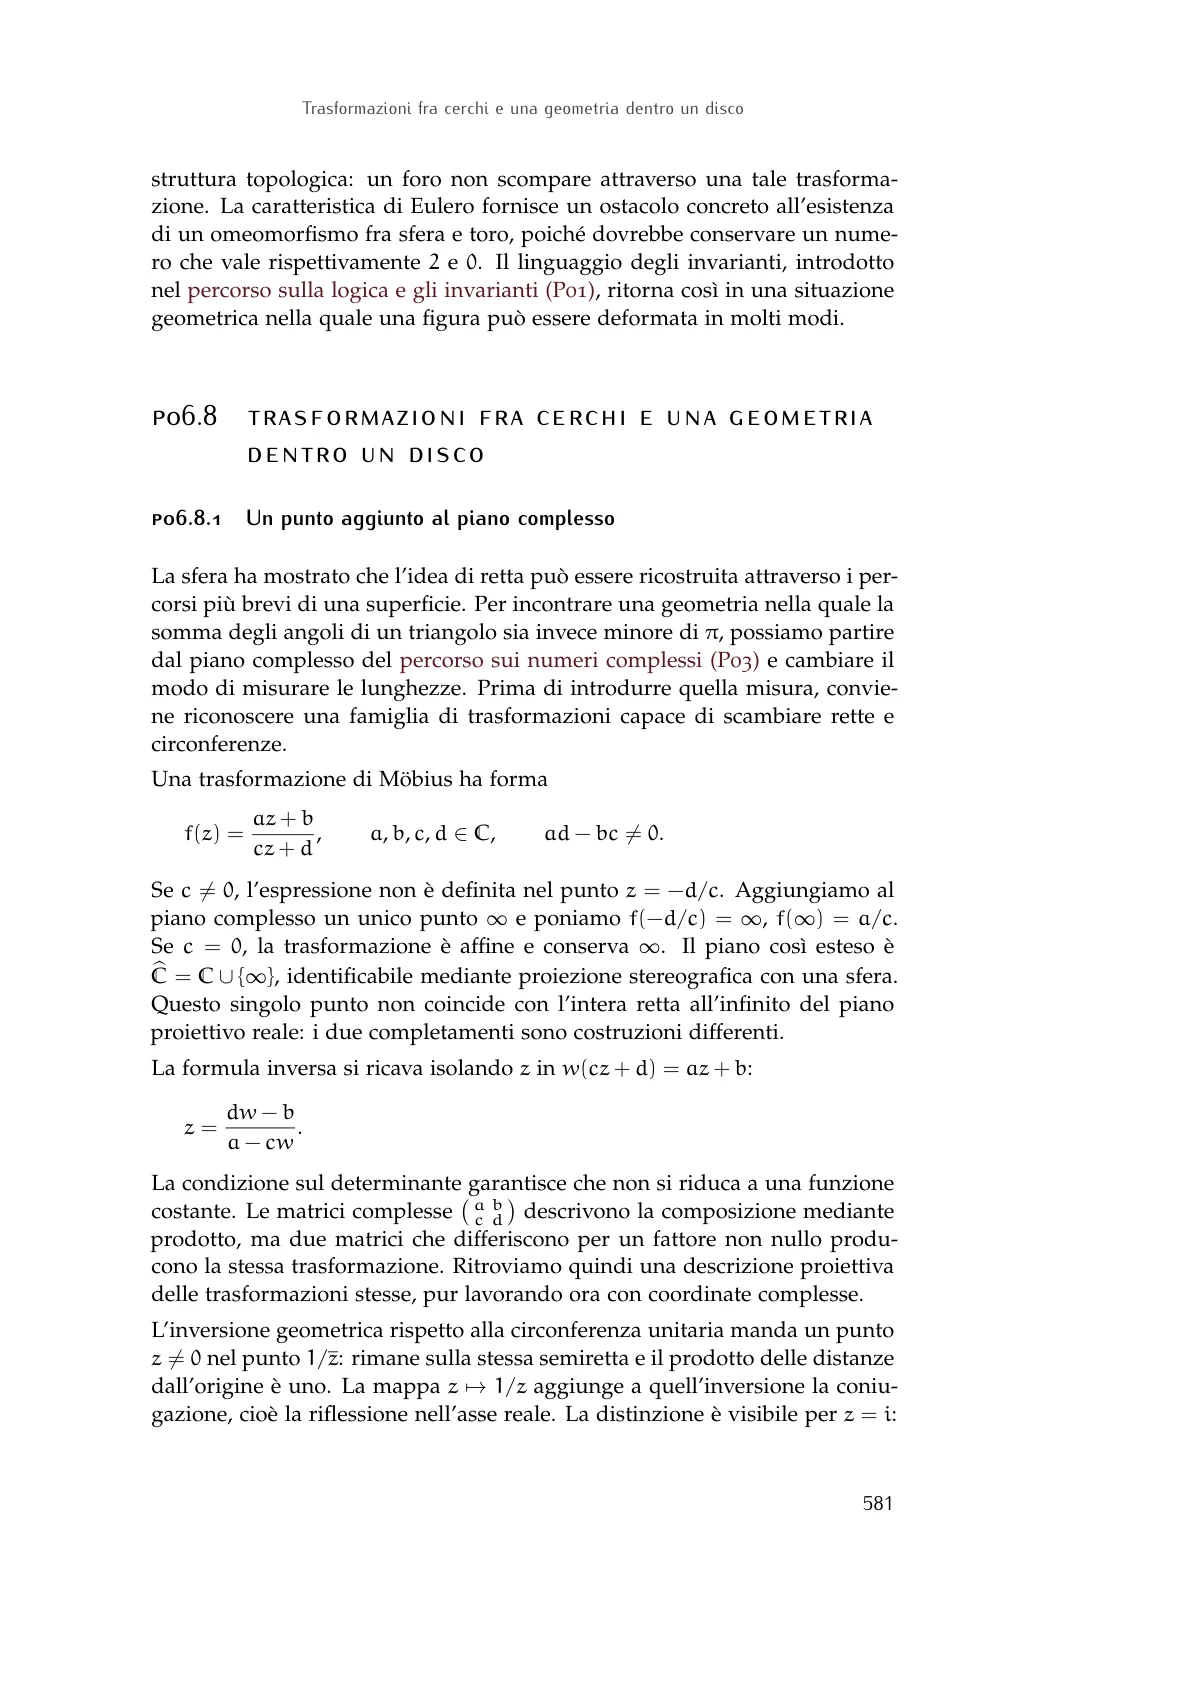 Trasformazioni fra cerchi e una geometria dentro un disco
struttura topologica: un foro non scompare attraverso una tale trasforma-
zione. La caratteristica di Eulero fornisce un ostacolo concreto all'esistenza
di un omeomorfismo fra sfera e toro, poiché dovrebbe conservare un nume-
ro che vale rispettivamente 2 e 0. Il linguaggio degli invarianti, introdotto
nel percorso sulla logica e gli invarianti (P01), ritorna così in una situazione
geometrica nella quale una figura può essere deformata in molti modi.
P06.8 TRASFORMAZIONI FRA CERCHI E UNA GEOMETRIA
DENTRO UN DISCO
P06.8.1 Un punto aggiunto al piano complesso
La sfera ha mostrato che l'idea di retta può essere ricostruita attraverso i per-
corsi più brevi di una superficie. Per incontrare una geometria nella quale la
somma degli angoli di un triangolo sia invece minore di π, possiamo partire
dal piano complesso del percorso sui numeri complessi (P03) e cambiare il
modo di misurare le lunghezze. Prima di introdurre quella misura, convie-
ne riconoscere una famiglia di trasformazioni capace di scambiare rette e
circonferenze.
Una trasformazione di Möbius ha forma
f(z) = (az + b)/(cz + d), a, b, c, d ∈ ℂ, ad − bc ≠ 0.
Se c ≠ 0, l'espressione non è definita nel punto z = −d/c. Aggiungiamo al
piano complesso un unico punto ∞ e poniamo f(−d/c) = ∞, f(∞) = a/c.
Se c = 0, la trasformazione è affine e conserva ∞. Il piano così esteso è
ℂ̂ = ℂ ∪ {∞}, identificabile mediante proiezione stereografica con una sfera.
Questo singolo punto non coincide con l'intera retta all'infinito del piano
proiettivo reale: i due completamenti sono costruzioni differenti.
La formula inversa si ricava isolando z in w(cz + d) = az + b:
z = (dw − b)/(a − cw).
La condizione sul determinante garantisce che non si riduca a una funzione
costante. Le matrici complesse (a b; c d) descrivono la composizione mediante
prodotto, ma due matrici che differiscono per un fattore non nullo produ-
cono la stessa trasformazione. Ritroviamo quindi una descrizione proiettiva
delle trasformazioni stesse, pur lavorando ora con coordinate complesse.
L'inversione geometrica rispetto alla circonferenza unitaria manda un punto
z ≠ 0 nel punto 1/z̄: rimane sulla stessa semiretta e il prodotto delle distanze
dall'origine è uno. La mappa z ↦ 1/z aggiunge a quell'inversione la coniu-
gazione, cioè la riflessione nell'asse reale. La distinzione è visibile per z = i:
581